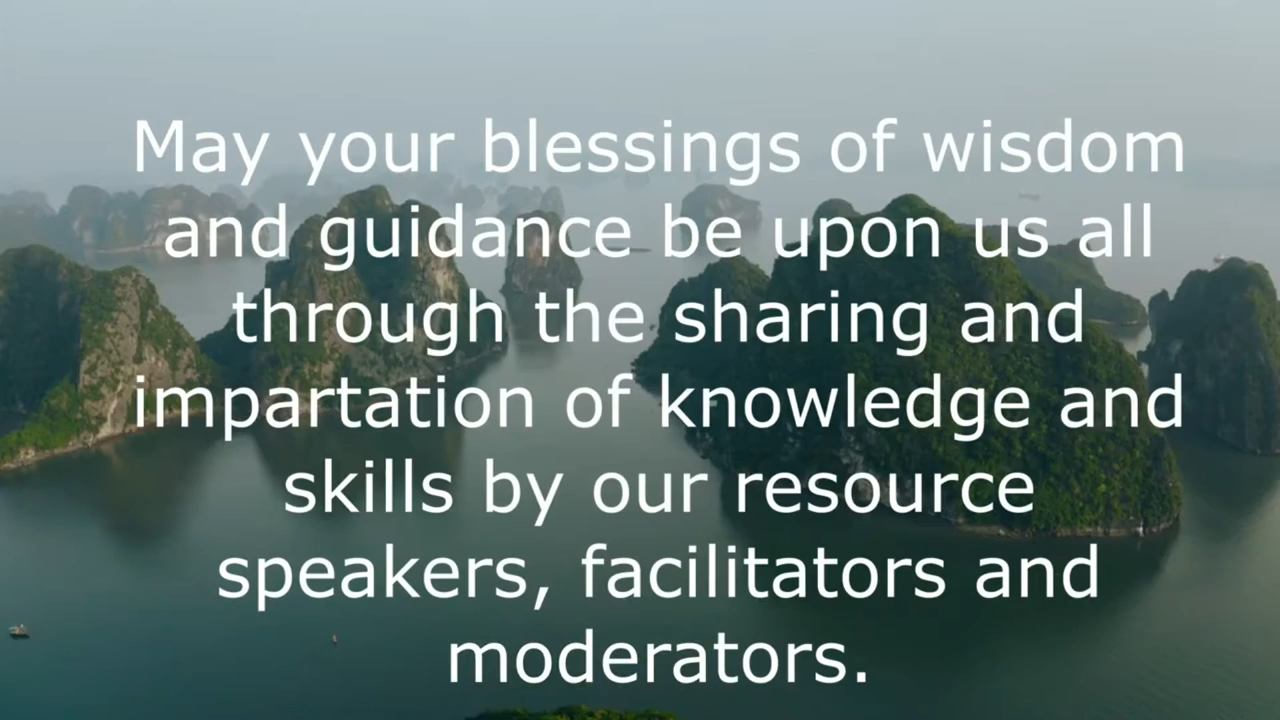 May your blessings of wisdom
and guidance be upon us all
through the sharing and
impartation of knowledge and
skills by our resource
speakers, facilitators and
moderators.